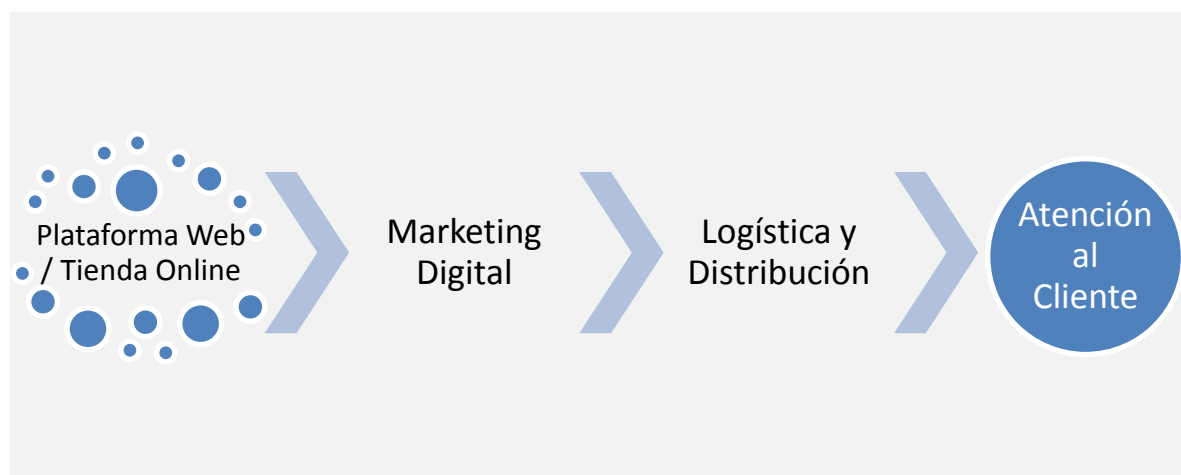 Plataforma Web
/ Tienda Online
Marketing
Digital
Logística y
Distribución
Atención
al
Cliente